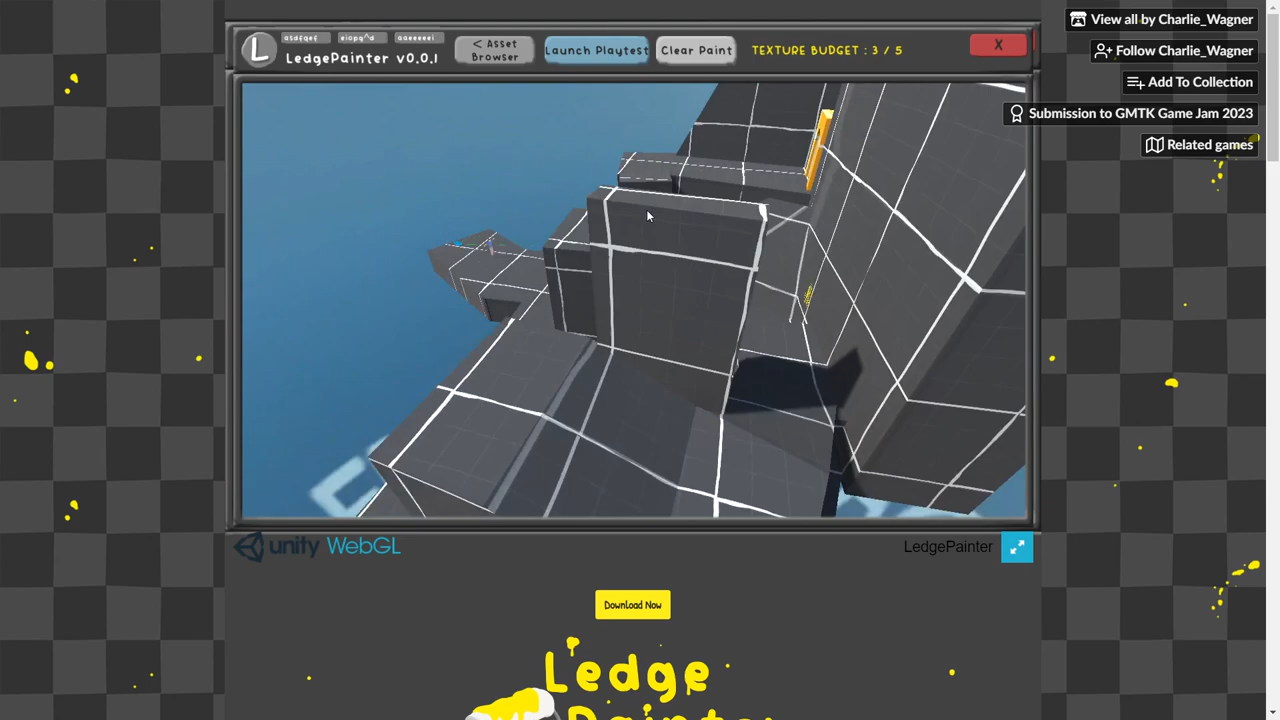 asdfqef eiopq^d aaeeeeei
LedgePainter v0.0.1
< Asset
Browser
Launch Playtest
Clear Paint
TEXTURE BUDGET : 3 / 5
X
View all by Charlie_Wagner
Follow Charlie_Wagner
Add To Collection
Submission to GMTK Game Jam 2023
Related games
unity WebGL
LedgePainter
Download Now
Ledge
Painter